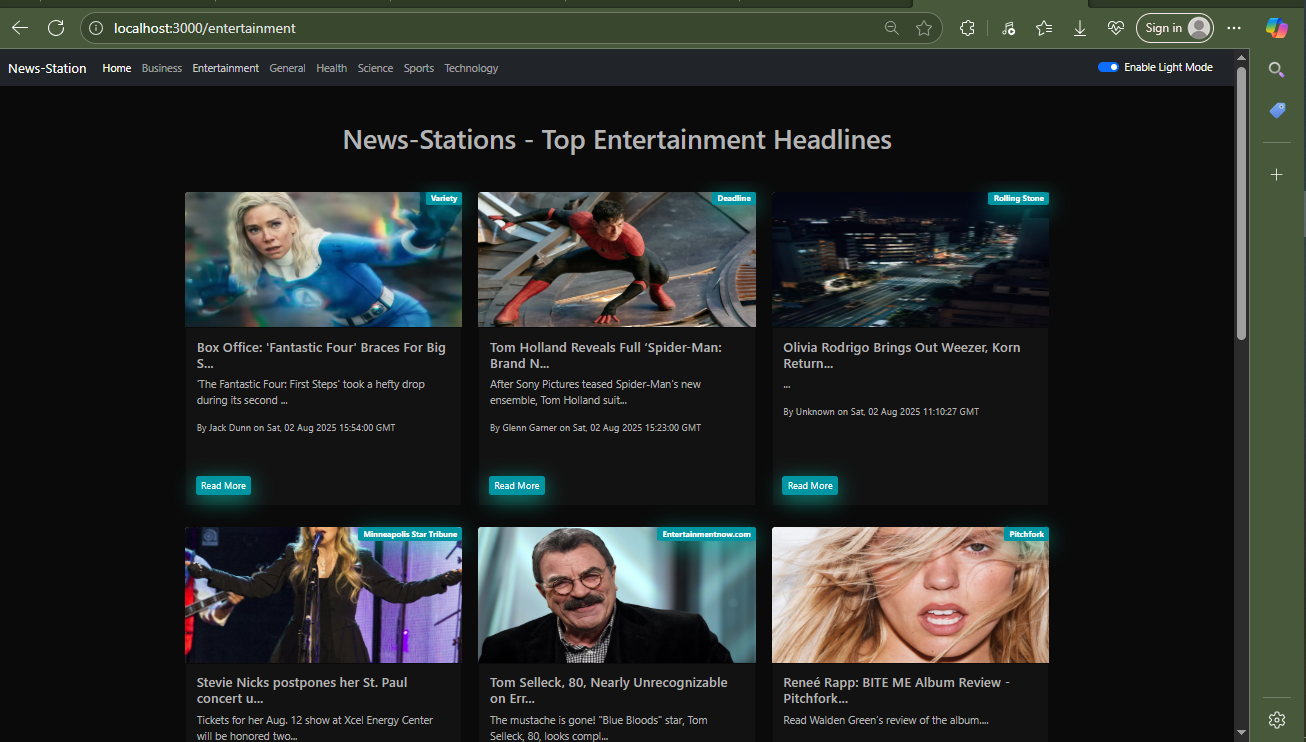 localhost:3000/entertainment
Sign in
News-Station Home Business Entertainment General Health Science Sports Technology
Enable Light Mode
News-Stations - Top Entertainment Headlines
Variety
Box Office: 'Fantastic Four' Braces For Big
S...
'The Fantastic Four: First Steps' took a hefty drop
during its second ...
By Jack Dunn on Sat, 02 Aug 2025 15:54:00 GMT
Read More
Deadline
Tom Holland Reveals Full ‘Spider-Man:
Brand N...
After Sony Pictures teased Spider-Man’s new
ensemble, Tom Holland suit...
By Glenn Garner on Sat, 02 Aug 2025 15:23:00 GMT
Read More
Rolling Stone
Olivia Rodrigo Brings Out Weezer, Korn
Return...
...
By Unknown on Sat, 02 Aug 2025 11:10:27 GMT
Read More
Minneapolis Star Tribune
Stevie Nicks postpones her St. Paul
concert u...
Tickets for her Aug. 12 show at Xcel Energy Center
will be honored two...
Entertainmentnow.com
Tom Selleck, 80, Nearly Unrecognizable
on Err...
The mustache is gone! "Blue Bloods" star, Tom
Selleck, 80, looks compl...
Pitchfork
Reneé Rapp: BITE ME Album Review -
Pitchfork...
Read Walden Green’s review of the album....